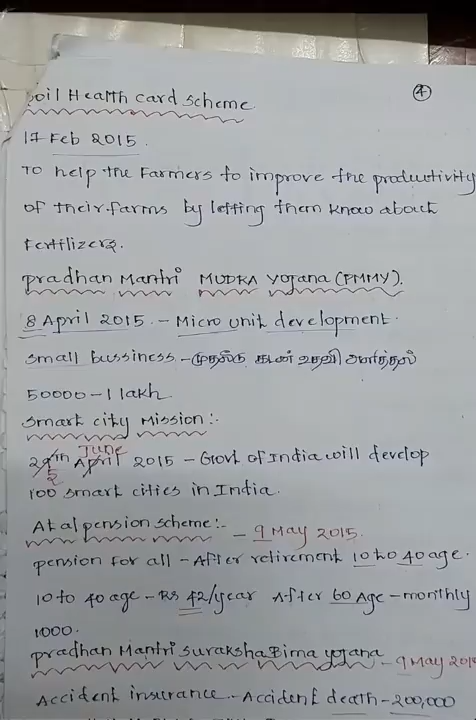 ④
Soil Health card scheme
17 Feb 2015.
TO help the Farmers to improve the productivity
of their farms by letting them know about
Fertilizers.
pradhan Mantri MUDRA yojana (PMMY).
8 April 2015. - Micro unit development.
small bussiness - முதலீடு கடன் உதவி அளித்தல்
50000 - 1 lakh.
smart city Mission:-
25th June 2015 - Govt of India will develop
100 smart cities in India.
Atal pension scheme:- - 9 May 2015.
pension for all - After retirement 10 to 40 age.
10 to 40 age - Rs 42/year After 60 Age - monthly
1000.
pradhan Mantri suraksha Bima yojana - 9 May 2015
Accident insurance - Accident death - 200,000